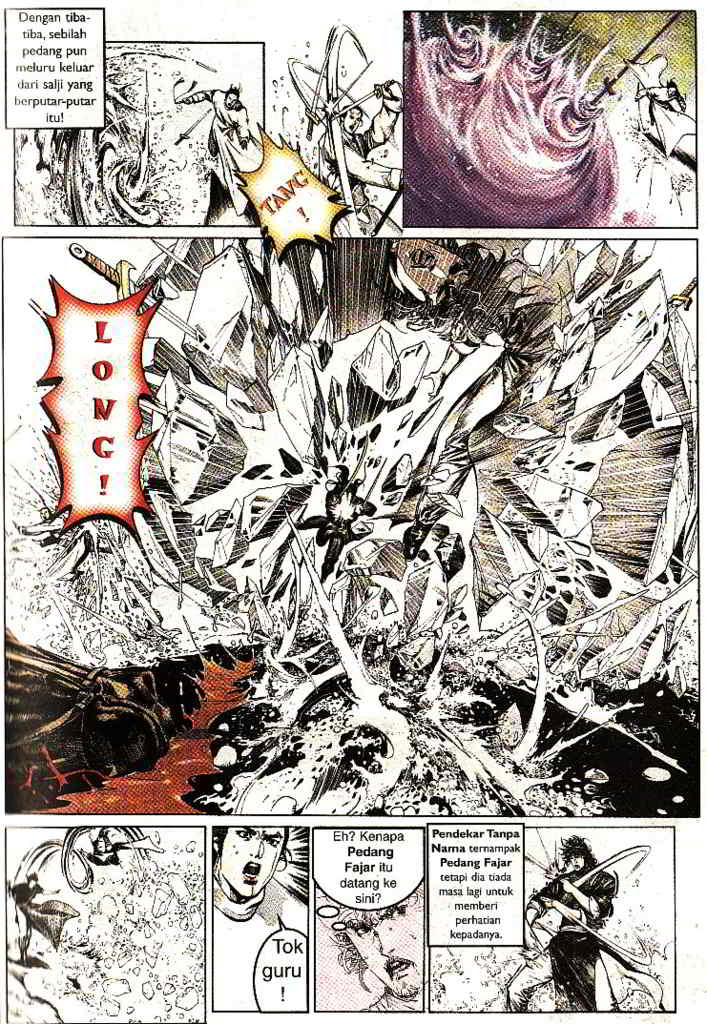 Dengan tiba-
tiba, sebilah
pedang pun
meluru keluar
dari salji yang
berputar-putar
itu!
TANG
!
LONG!
Tok
guru
!
Eh? Kenapa
Pedang
Fajar itu
datang ke
sini?
Pendekar Tanpa
Nama ternampak
Pedang Fajar
tetapi dia tiada
masa lagi untuk
memberi
perhatian
kepadanya.